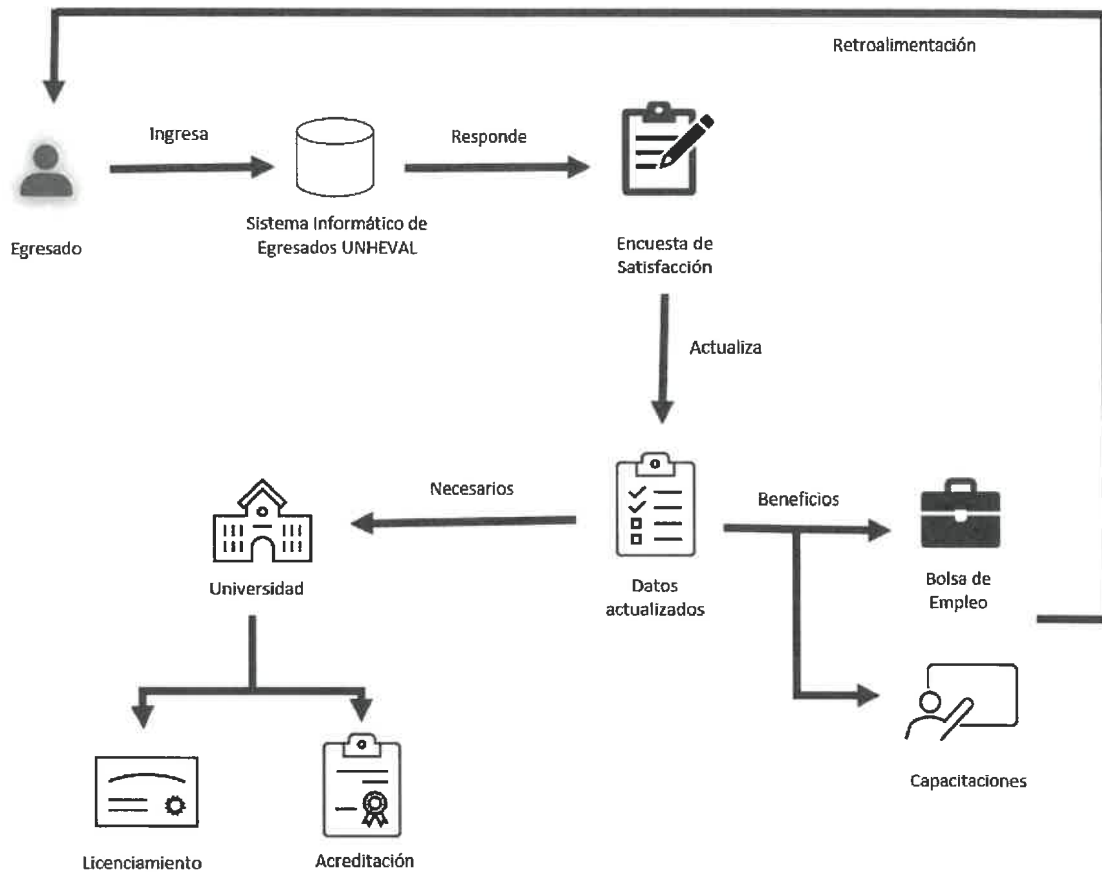 Retroalimentación
Ingresa
Responde
Egresado
Sistema Informático de
Egresados UNHEVAL
Encuesta de
Satisfacción
Actualiza
Necesarios
Beneficios
Universidad
Datos
actualizados
Bolsa de
Empleo
Capacitaciones
Licenciamiento
Acreditación